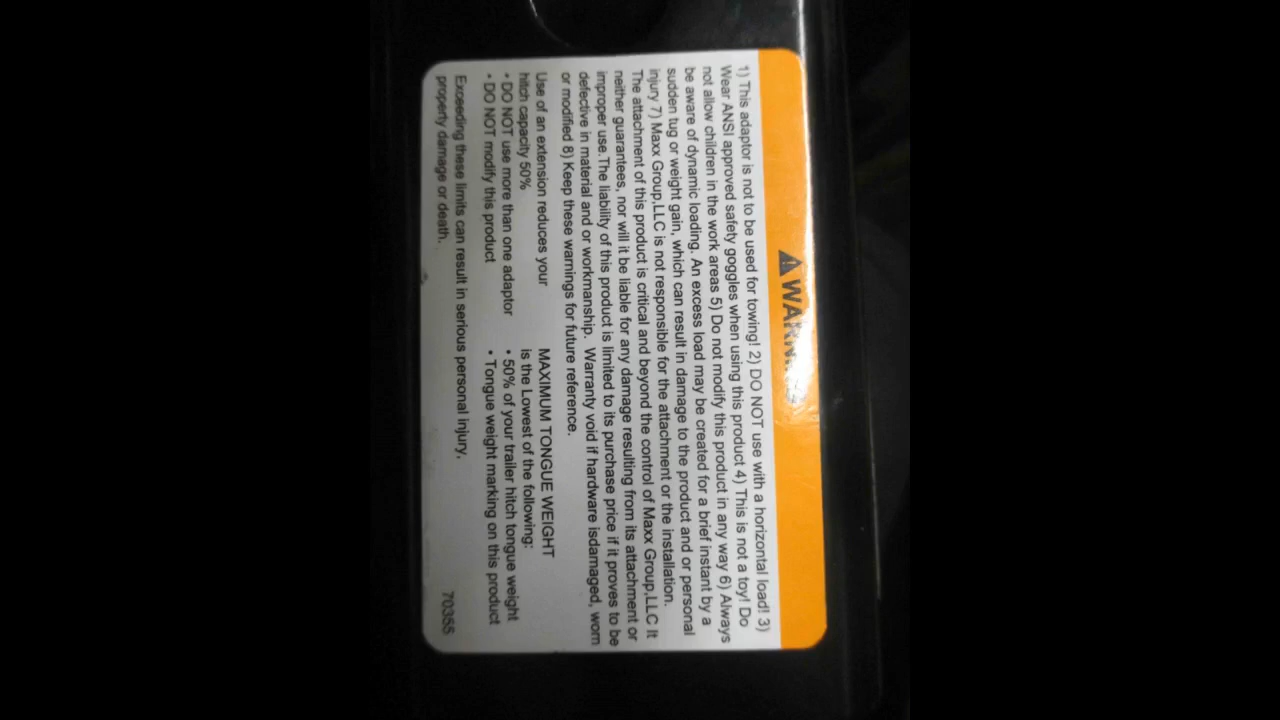 ⚠ WARNING
1) This adaptor is not to be used for towing! 2) DO NOT use with a horizontal load! 3)
Wear ANSI approved safety goggles when using this product 4) This is not a toy! Do
not allow children in the work areas 5) Do not modify this product in any way 6) Always
be aware of dynamic loading. An excess load may be created for a brief instant by a
sudden tug or weight gain, which can result in damage to the product and or personal
injury 7) Maxx Group,LLC is not responsible for the attachment or the installation.
The attachment of this product is critical and beyond the control of Maxx Group,LLC It
neither guarantees, nor will it be liable for any damage resulting from its attachment or
improper use.The liability of this product is limited to its purchase price if it proves to be
defective in material and or workmanship. Warranty void if hardware isdamaged, worn
or modified 8) Keep these warnings for future reference.
Use of an extension reduces your
hitch capacity 50%
• DO NOT use more than one adaptor
• DO NOT modify this product
MAXIMUM TONGUE WEIGHT
is the Lowest of the following:
• 50% of your trailer hitch tongue weight
• Tongue weight marking on this product
Exceeding these limits can result in serious personal injury,
property damage or death.
70355